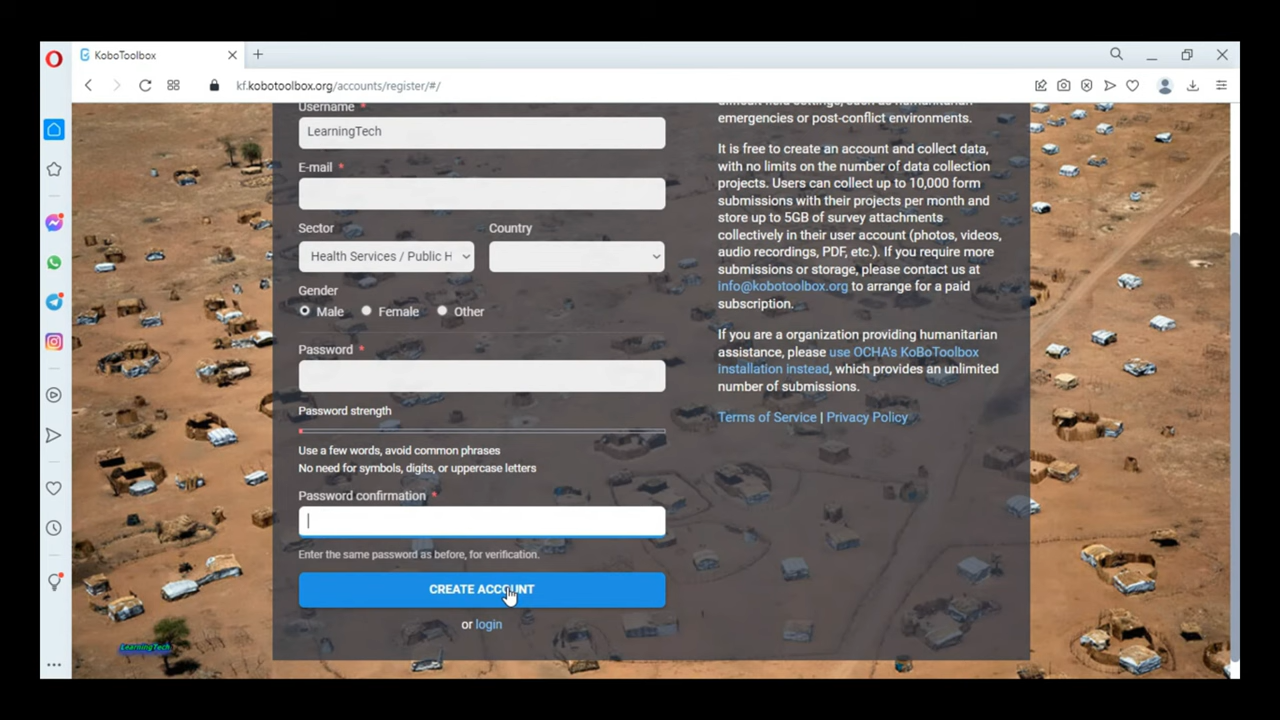 KoboToolbox
kf.kobotoolbox.org/accounts/register/#/
Username *
LearningTech
E-mail *
Sector
Country
Health Services / Public H
Gender
Male
Female
Other
Password *
Password strength
Use a few words, avoid common phrases
No need for symbols, digits, or uppercase letters
Password confirmation *
Enter the same password as before, for verification.
CREATE ACCOUNT
or login
emergencies or post-conflict environments.
It is free to create an account and collect data,
with no limits on the number of data collection
projects. Users can collect up to 10,000 form
submissions with their projects per month and
store up to 5GB of survey attachments
collectively in their user account (photos, videos,
audio recordings, PDF, etc.). If you require more
submissions or storage, please contact us at
info@kobotoolbox.org to arrange for a paid
subscription.
If you are a organization providing humanitarian
assistance, please use OCHA's KoBoToolbox
installation instead, which provides an unlimited
number of submissions.
Terms of Service | Privacy Policy
LearningTech